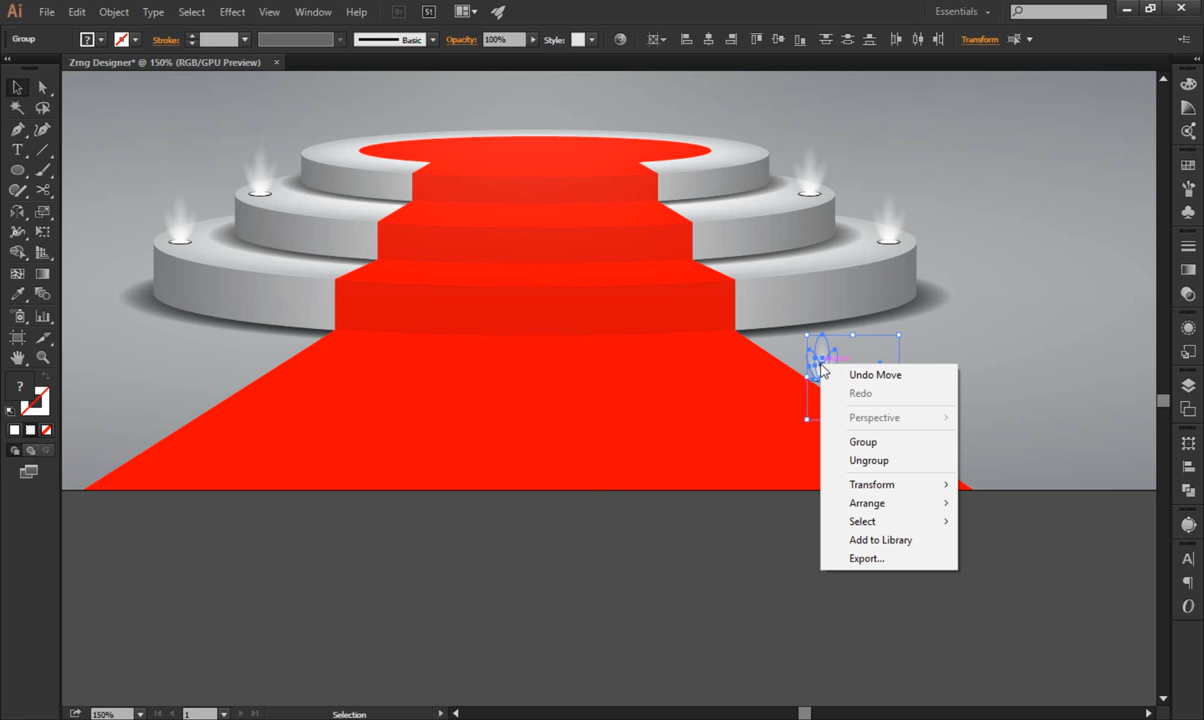 Ai File Edit Object Type Select Effect View Window Help Br St Essentials
Group ? Stroke: Basic Opacity: 100% Style: Transform
Zrng Designer* @ 150% (RGB/GPU Preview) ×
T
?
Undo Move
Redo
Perspective
Group
Ungroup
Transform
Arrange
Select
Add to Library
Export...
A
O
150% 1 Selection